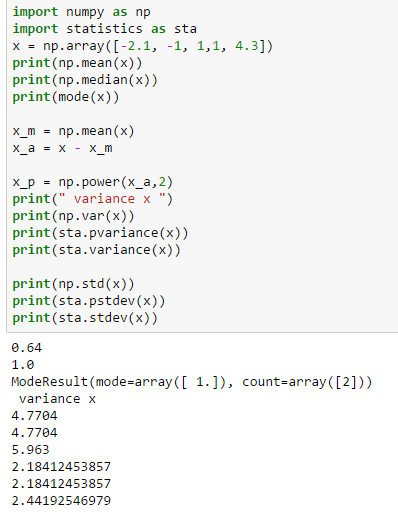 import numpy as np
import statistics as sta
x = np.array([-2.1, -1, 1,1, 4.3])
print(np.mean(x))
print(np.median(x))
print(mode(x))
x_m = np.mean(x)
x_a = x - x_m
x_p = np.power(x_a,2)
print(" variance x ")
print(np.var(x))
print(sta.pvariance(x))
print(sta.variance(x))
print(np.std(x))
print(sta.pstdev(x))
print(sta.stdev(x))
0.64
1.0
ModeResult(mode=array([ 1.]), count=array([2]))
 variance x
4.7704
4.7704
5.963
2.18412453857
2.18412453857
2.44192546979